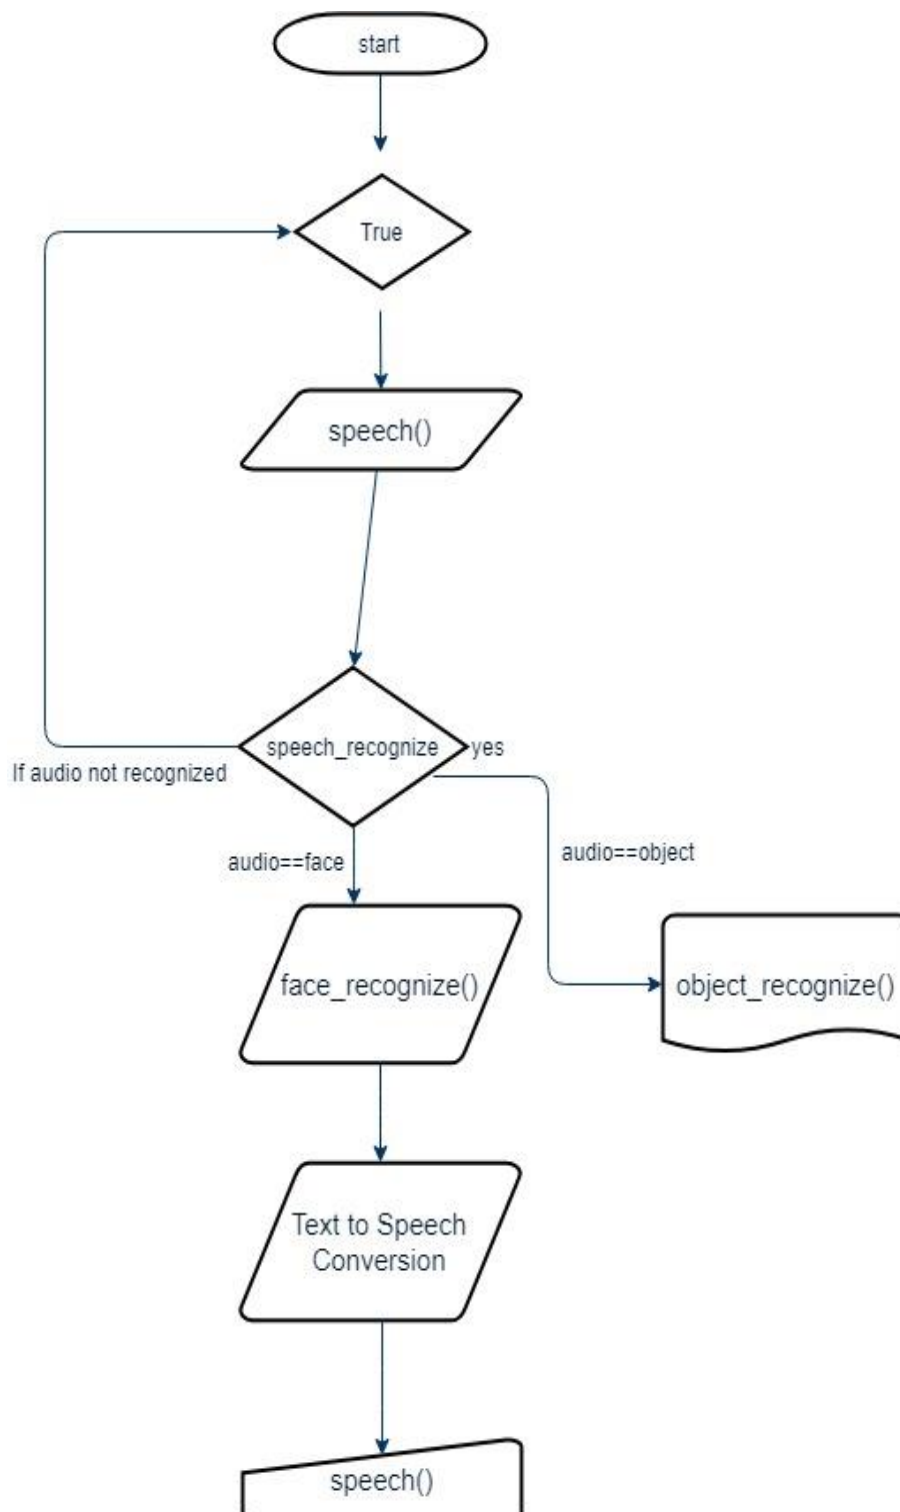 start
True
speech()
speech_recognize
yes
If audio not recognized
audio==face
audio==object
face_recognize()
object_recognize()
Text to Speech
Conversion
speech()